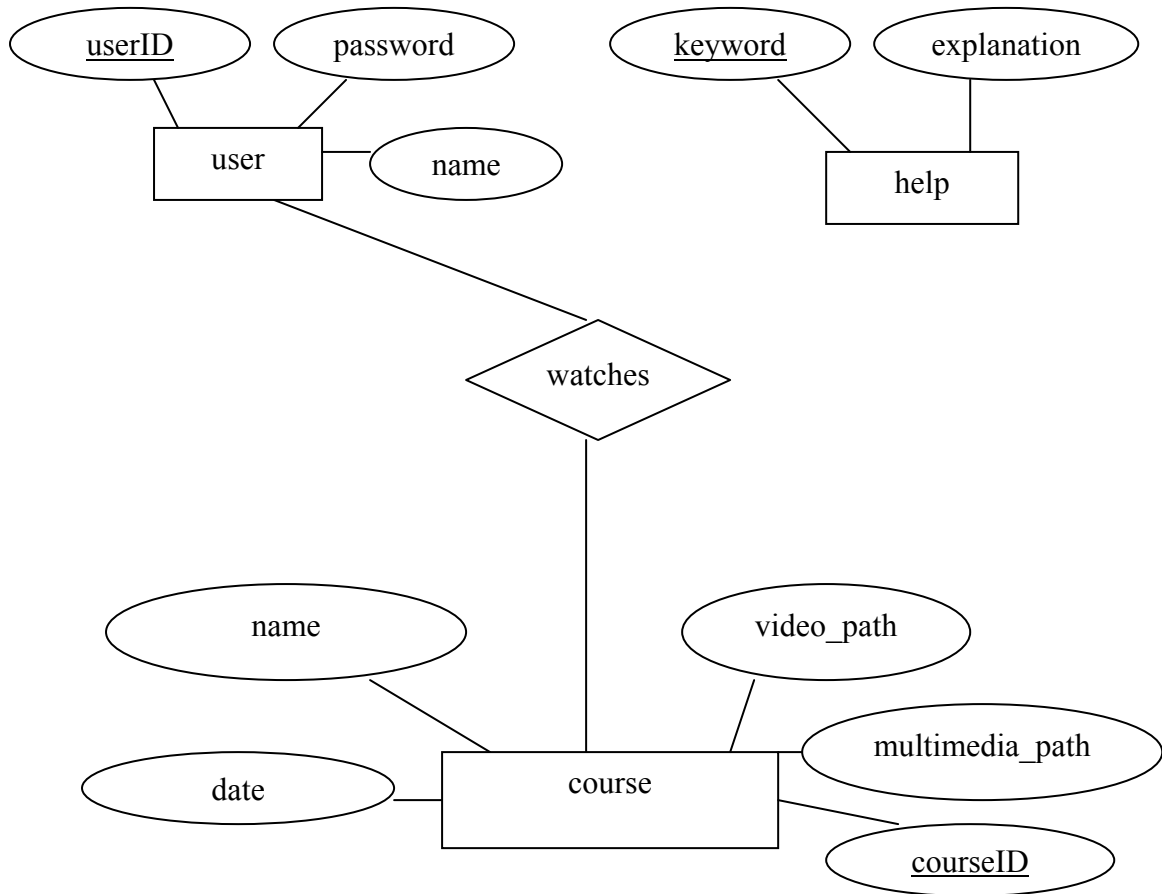 userID
password
keyword
explanation
user
name
help
watches
name
video_path
multimedia_path
date
course
courseID